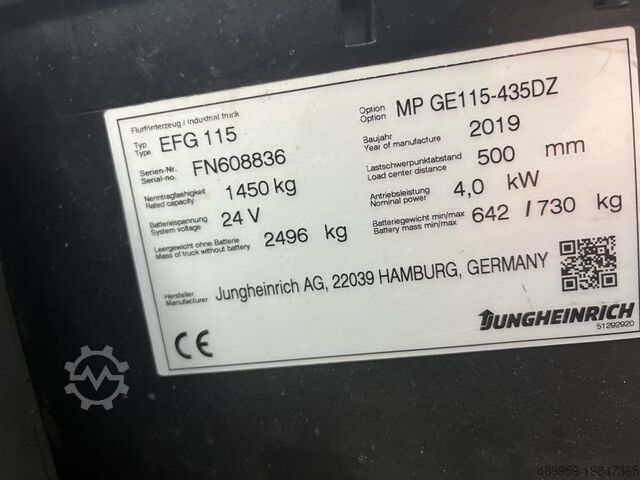 Flurförderzeug / Industrial truck
Typ
Type EFG 115
Option
Option MP GE115-435DZ
Serien-Nr.
Serial-no. FN608836
Baujahr
Year of manufacture 2019
Nenntragfaehigkeit
Rated capacity 1450 kg
Lastschwerpunktabstand
Load center distance 500 mm
Batteriespannung
System voltage 24 V
Antriebsleistung
Nominal power 4,0 kW
Leergewicht ohne Batterie
Mass of truck without battery 2496 kg
Batteriegewicht min/max
Battery mass min/max 642 / 730 kg
Hersteller
Manufacturer Jungheinrich AG, 22039 HAMBURG, GERMANY
CE
JUNGHEINRICH
51292920
489959-19847365